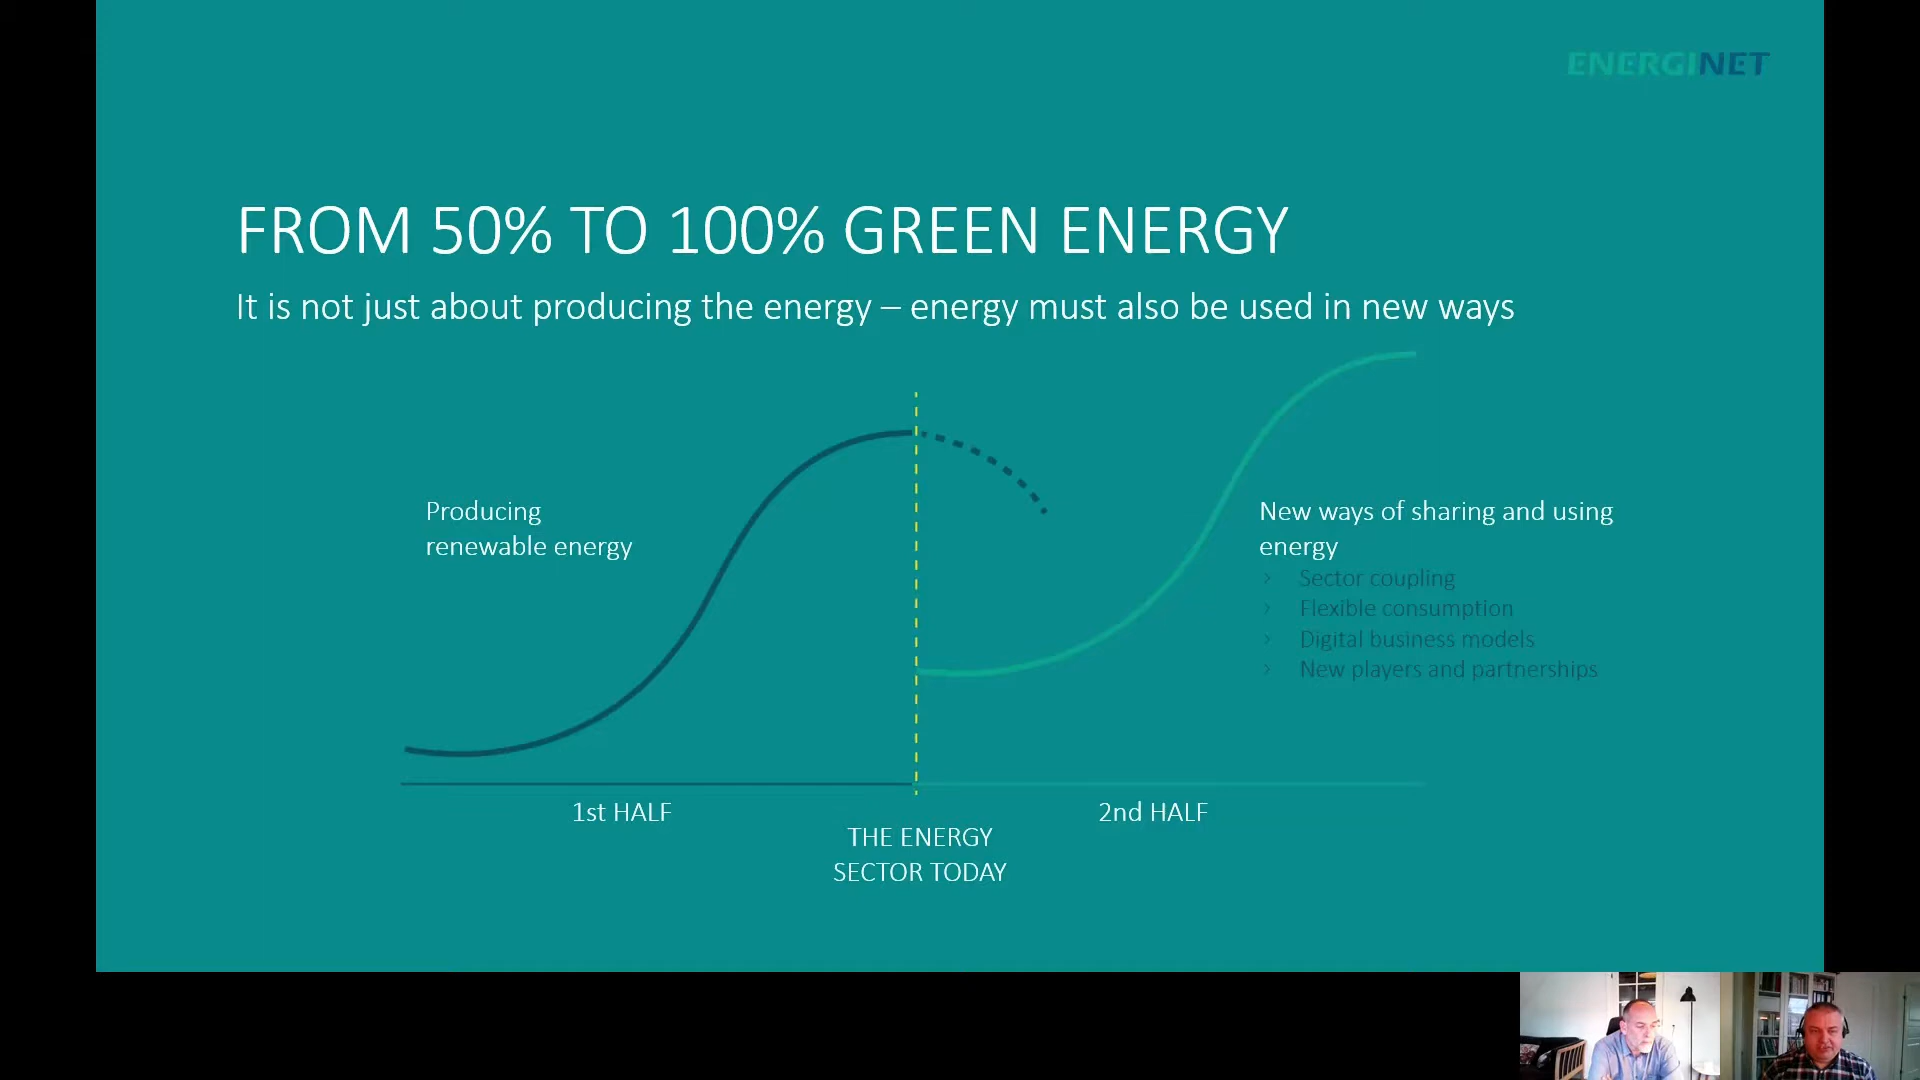 ENERGINET
FROM 50% TO 100% GREEN ENERGY
It is not just about producing the energy – energy must also be used in new ways
Producing
renewable energy
New ways of sharing and using
energy
› Sector coupling
› Flexible consumption
› Digital business models
› New players and partnerships
1st HALF
2nd HALF
THE ENERGY
SECTOR TODAY